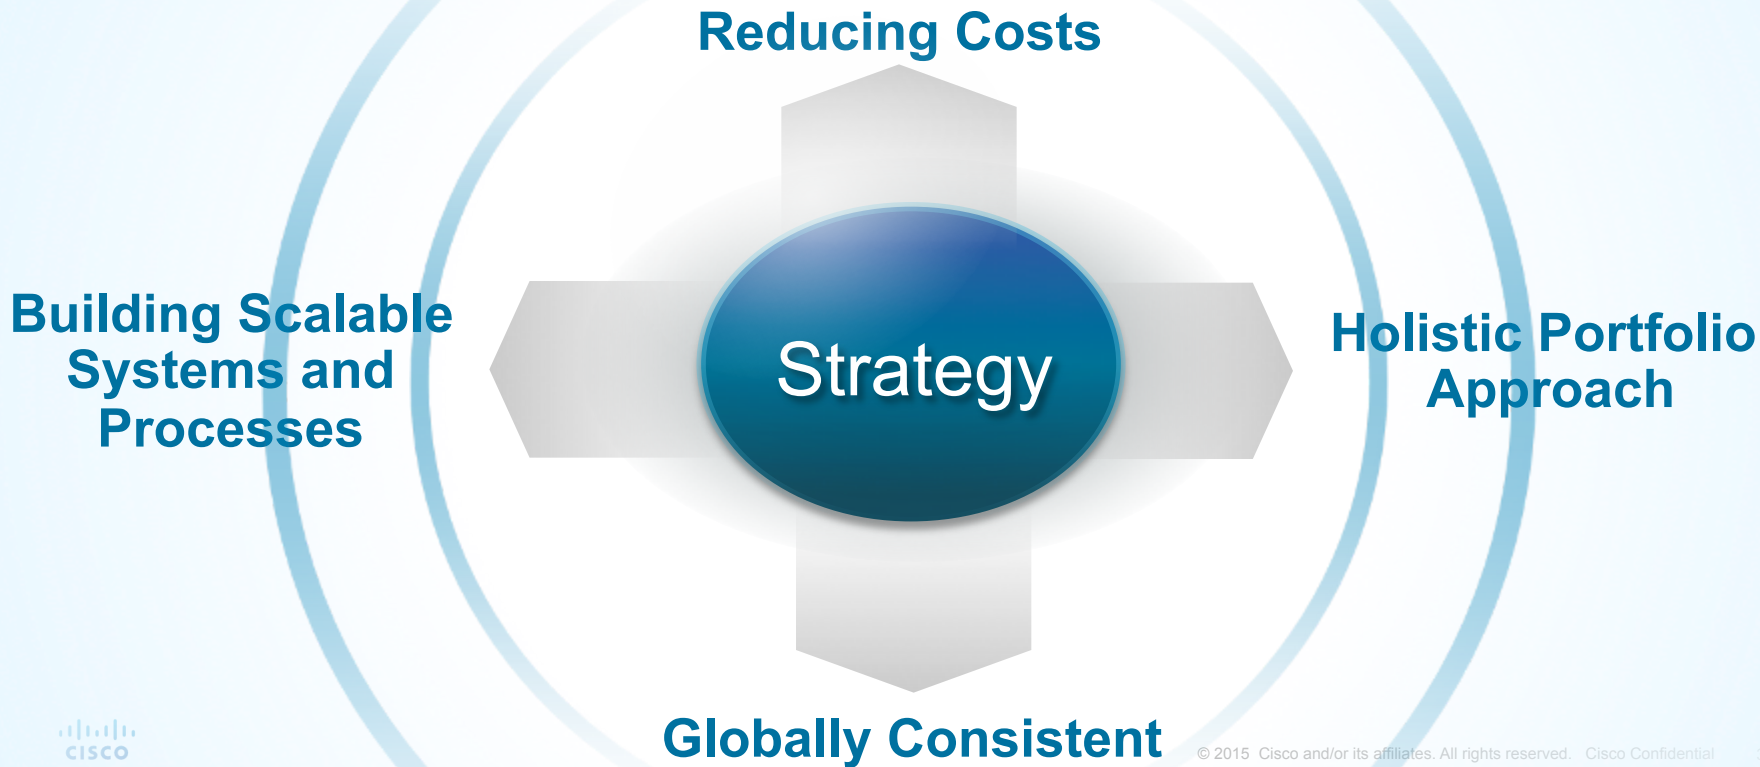 Reducing Costs
Building Scalable
Systems and
Processes
Strategy
Holistic Portfolio
Approach
Globally Consistent
CISCO
© 2015 Cisco and/or its affiliates. All rights reserved. Cisco Confidential